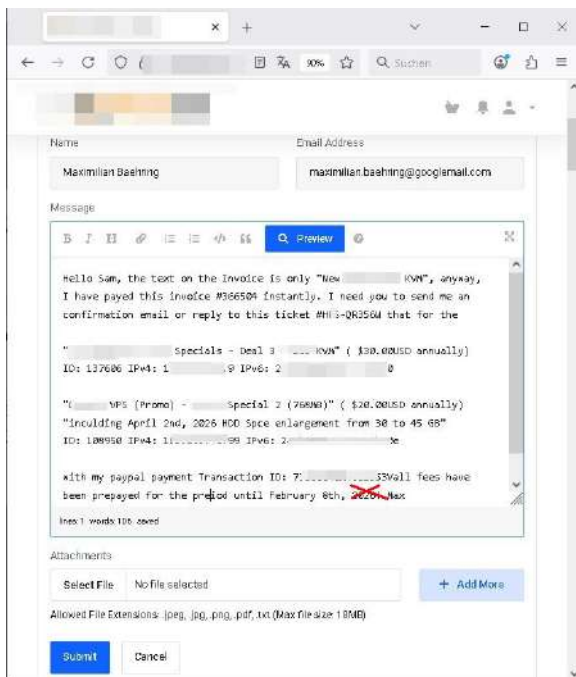 90%
Suchen
Name
Email Address
Maximilian Baehring
maximilian.baehring@googlemail.com
Message
B I H
Preview
Hello Sam, the text on the Invoice is only "New KVM", anyway,
I have payed this invoice #366504 instantly. I need you to send me an
confirmation email or reply to this ticket that for the
" Specials - Deal 3 KVM" ( $30.00USD annually)
ID: 137606 IPv4: 1 .9 IPv6: 2 0
VPS (Promo) - Special 2 (768MB)" ( $20.00USD annually)
"inculding April 2nd, 2026 HDD Spce enlargement from 30 to 45 GB"
ID: 108950 IPv4: 99 IPv6: 2
with my paypal payment Transaction ID: 7 all fees have
been prepayed for the preiod until February 8th, Max
lines:1 words:106 saved
Attachments
Select File
No file selected
+ Add More
Allowed File Extensions: .jpeg, .jpg, .png, .pdf, .txt (Max file size: 10MB)
Submit
Cancel